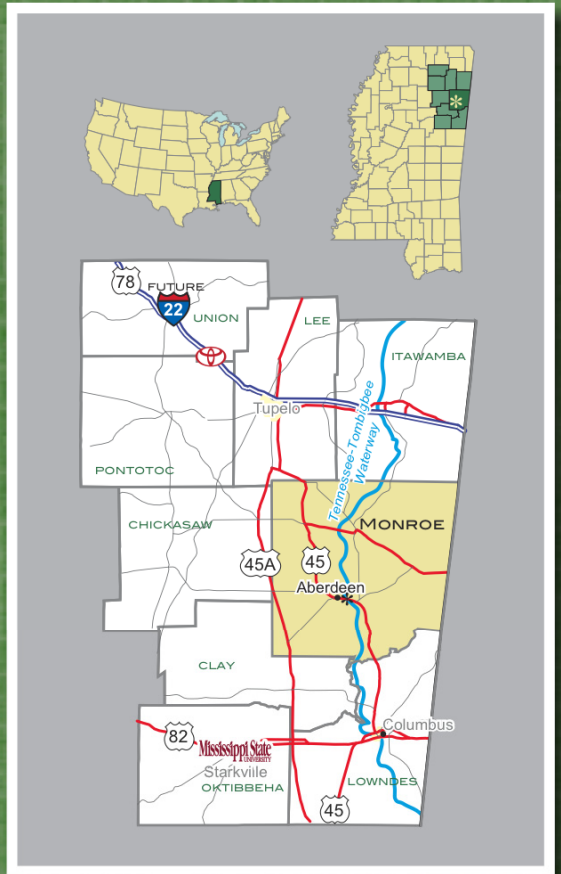 78
FUTURE
22
UNION
LEE
ITAWAMBA
Tupelo
Tennessee-Tombigbee
Waterway
PONTOTOC
CHICKASAW
MONROE
45A
45
Aberdeen
CLAY
Columbus
82
Mississippi State
UNIVERSITY
Starkville
OKTIBBEHA
LOWNDES
45